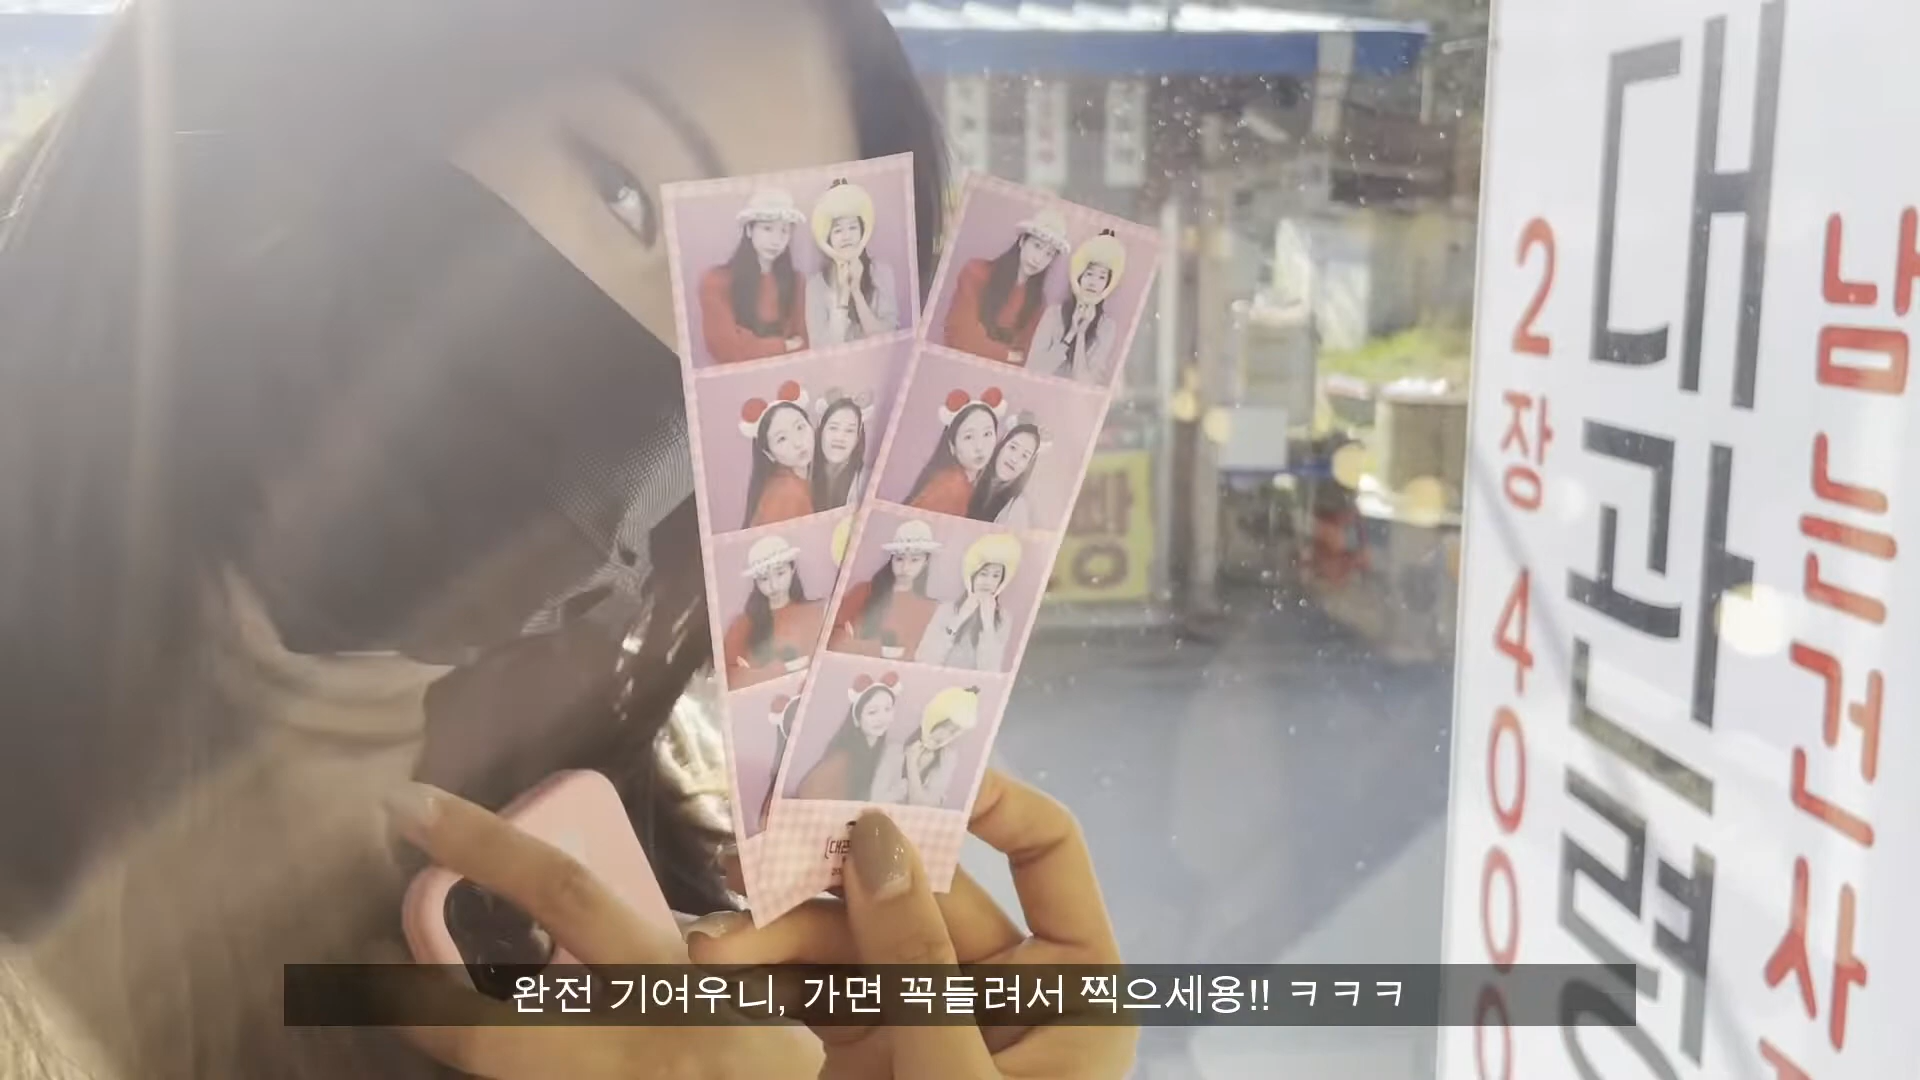 2장 4000
대관령
남는건 사
빵
완전 기여우니, 가면 꼭들려서 찍으세용!! ㅋㅋㅋ